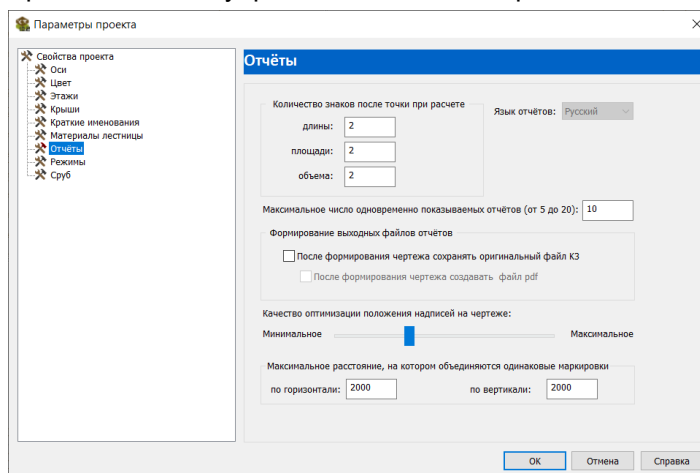 Параметры проекта
Свойства проекта
Оси
Цвет
Этажи
Крыши
Краткие именования
Материалы лестницы
Отчёты
Режимы
Сруб
Отчёты
Количество знаков после точки при расчете
длины: 2
площади: 2
объема: 2
Язык отчётов: Русский
Максимальное число одновременно показываемых отчётов (от 5 до 20): 10
Формирование выходных файлов отчётов
После формирования чертежа сохранять оригинальный файл К3
После формирования чертежа создавать файл pdf
Качество оптимизации положения надписей на чертеже:
Минимальное Максимальное
Максимальное расстояние, на котором объединяются одинаковые маркировки
по горизонтали: 2000 по вертикали: 2000
ОК Отмена Справка